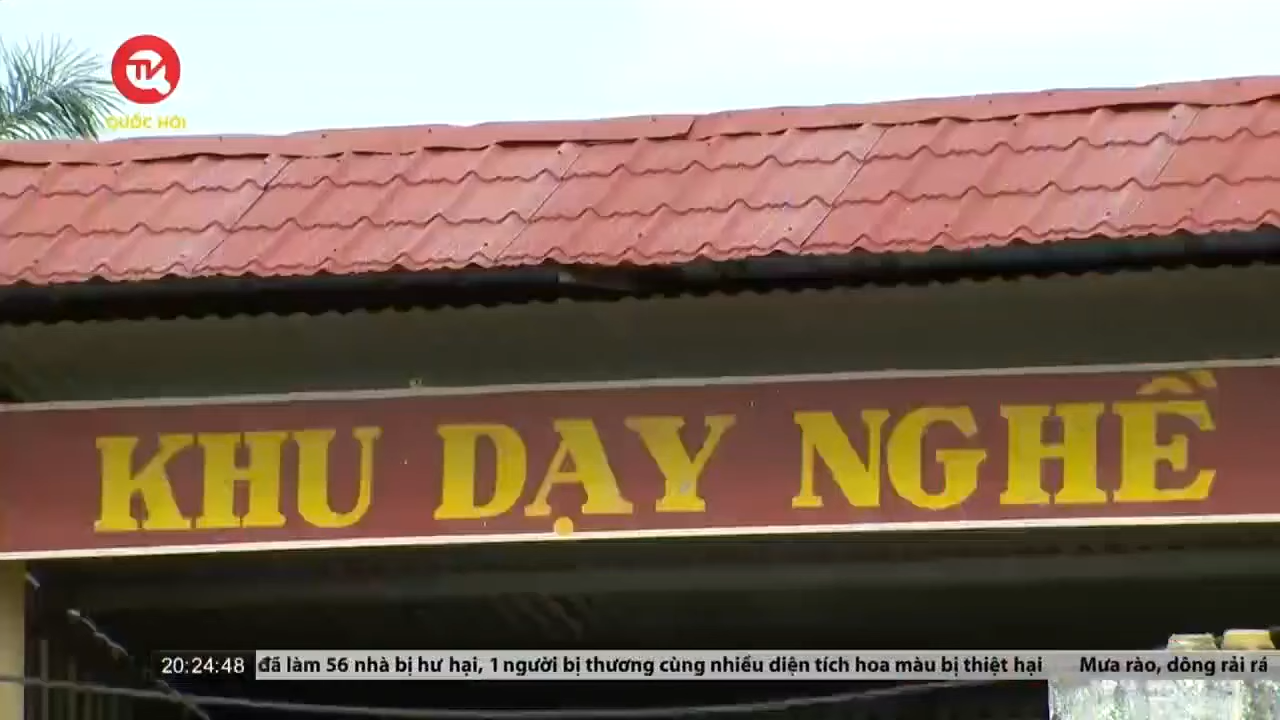 QUỐC HỘI
KHU DẠY NGHỀ
20:24:48 đã làm 56 nhà bị hư hại, 1 người bị thương cùng nhiều diện tích hoa màu bị thiệt hại Mưa rào, dông rải rá